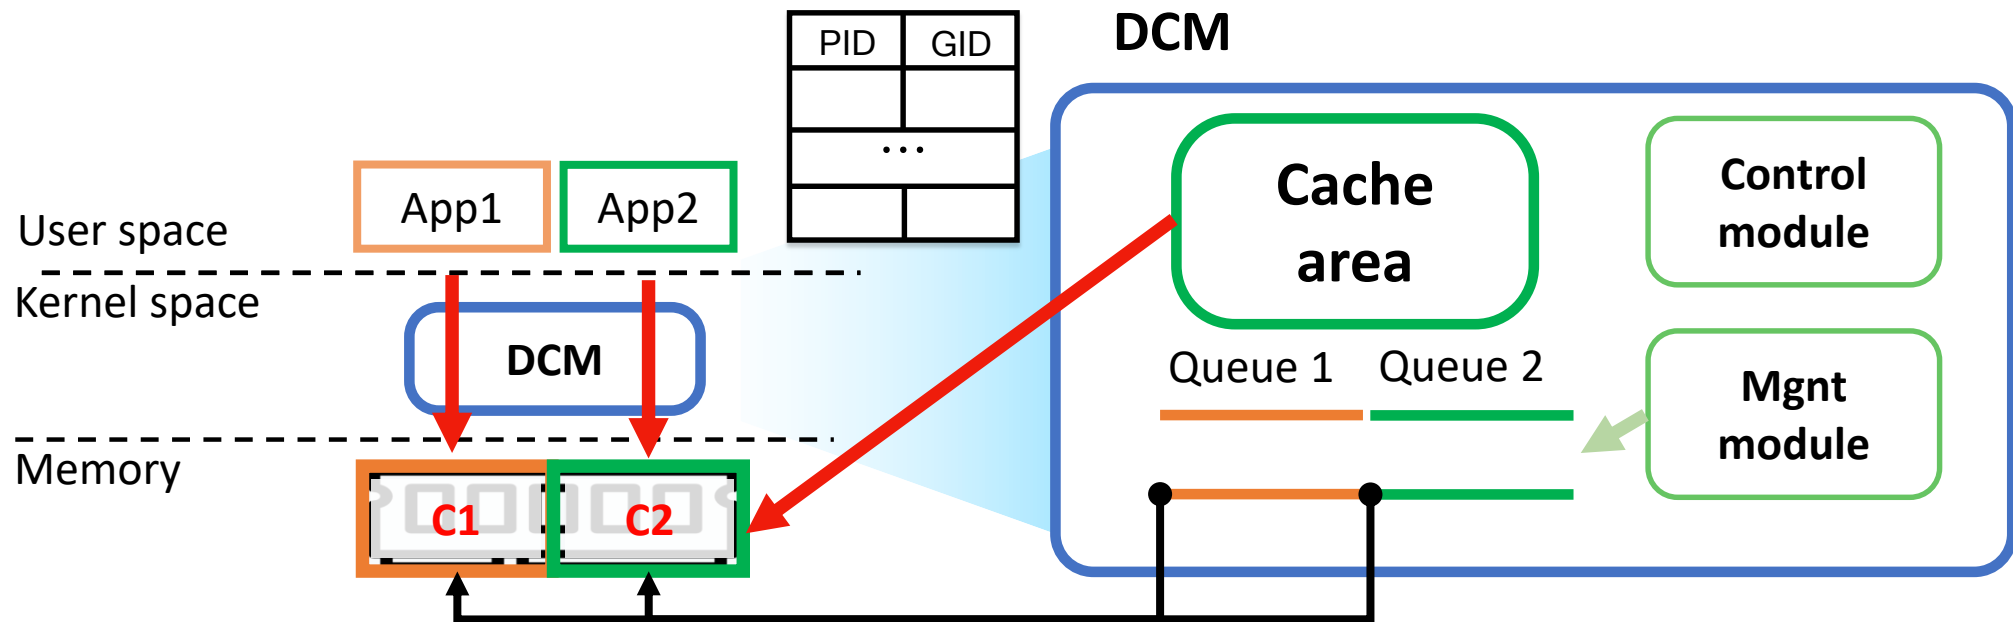 DCM
PID GID
...
Cache
area
Control
module
App1 App2
User space
Kernel space
DCM
Queue 1 Queue 2
Mgnt
module
Memory
C1 C2